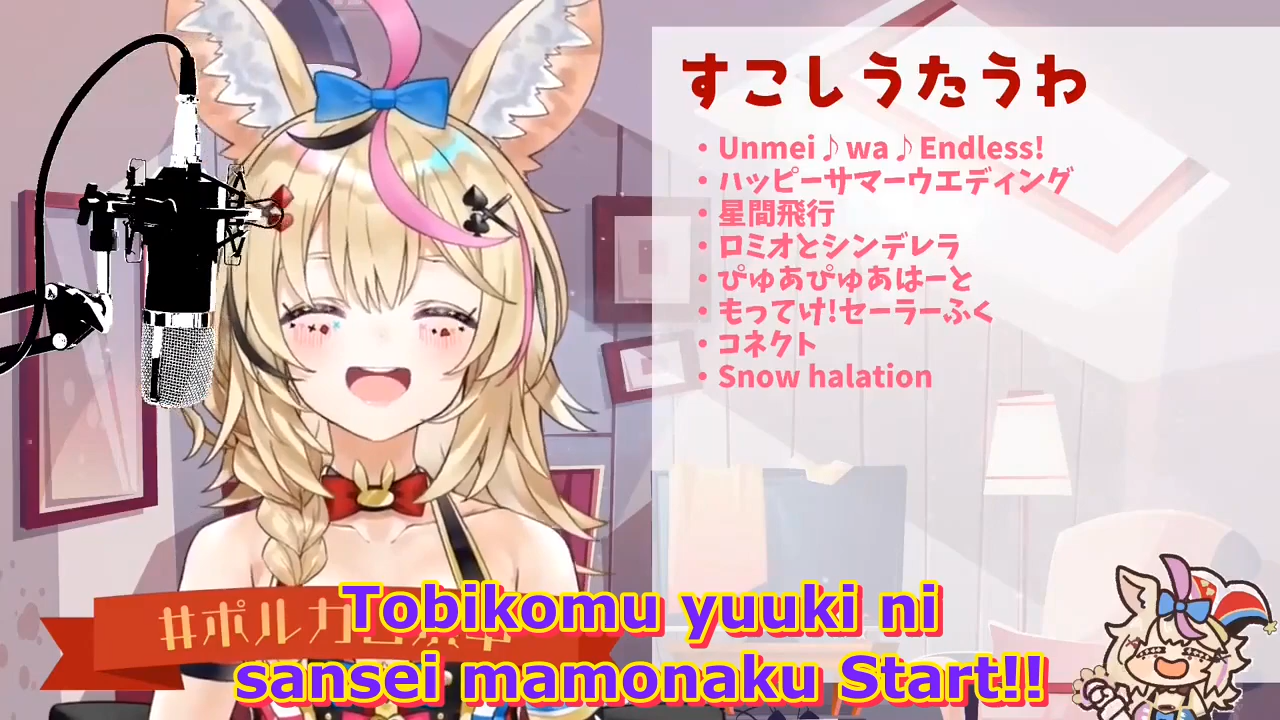 すこしうたうわ
・Unmei♪wa♪Endless!
・ハッピーサマーウエディング
・星間飛行
・ロミオとシンデレラ
・ぴゅあぴゅあはーと
・もってけ!セーラーふく
・コネクト
・Snow halation
#ポルカ
Tobikomu yuuki ni
sansei mamonaku Start!!